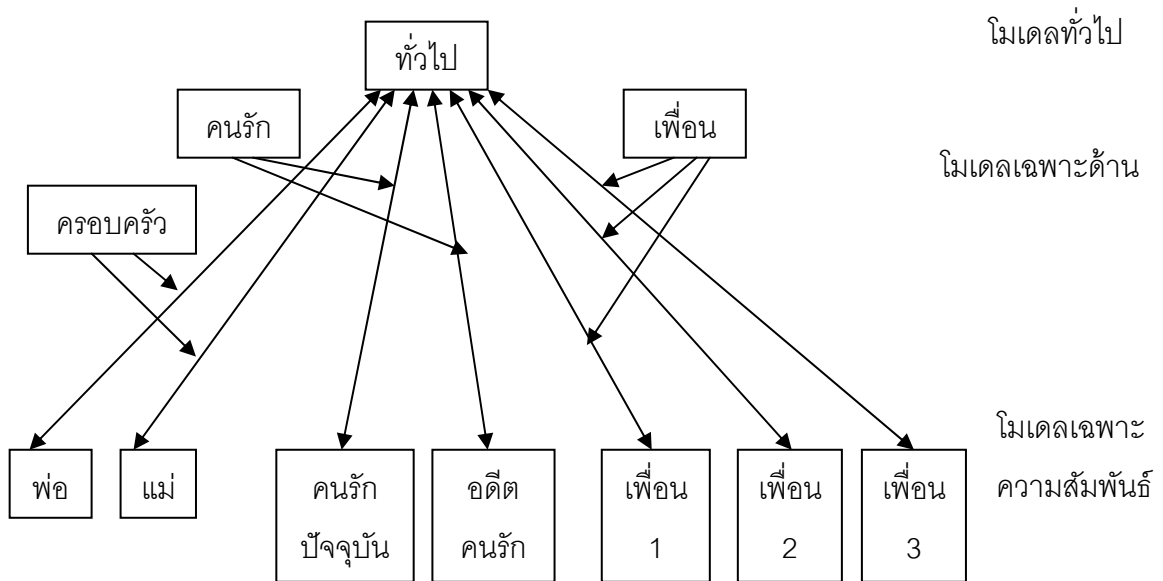 โมเดลทั่วไป
ทั่วไป
คนรัก
เพื่อน
โมเดลเฉพาะด้าน
ครอบครัว
โมเดลเฉพาะ
ความสัมพันธ์
พ่อ
แม่
คนรัก
ปัจจุบัน
อดีต
คนรัก
เพื่อน
1
เพื่อน
2
เพื่อน
3